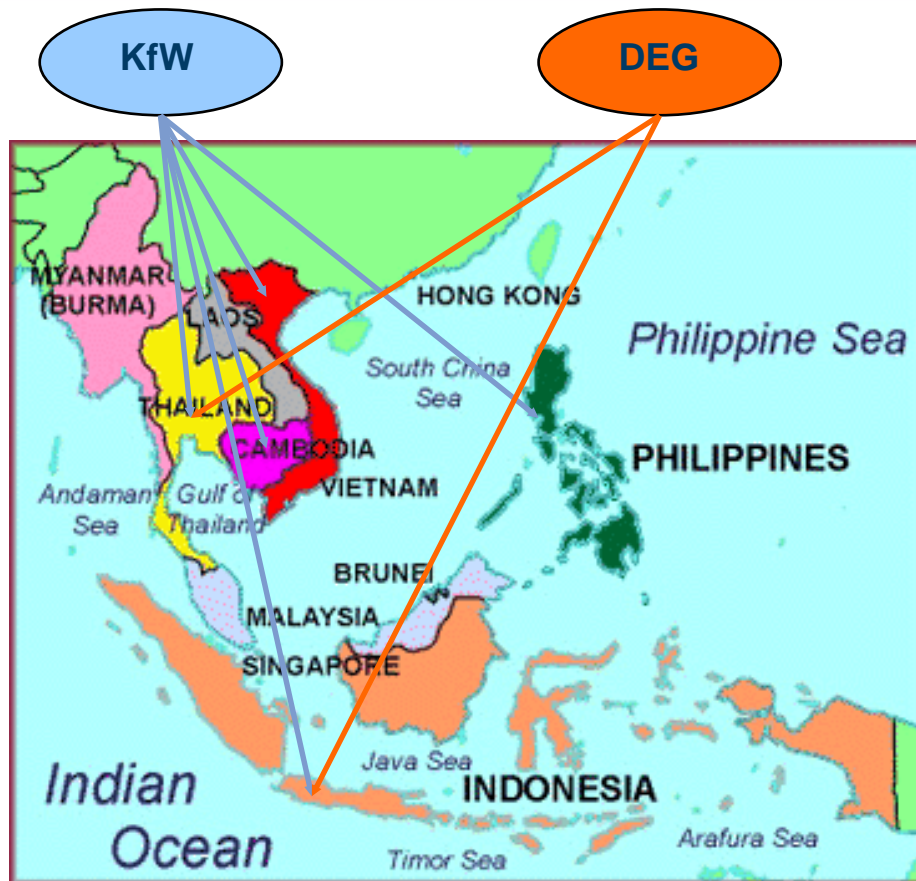 KfW
DEG
MYANMAR
(BURMA)
LAOS
HONG KONG
Philippine Sea
South China
Sea
THAILAND
CAMBODIA
PHILIPPINES
VIETNAM
Andaman
Sea
Gulf of
Thailand
BRUNEI
MALAYSIA
SINGAPORE
Java Sea
INDONESIA
Indian
Ocean
Arafura Sea
Timor Sea